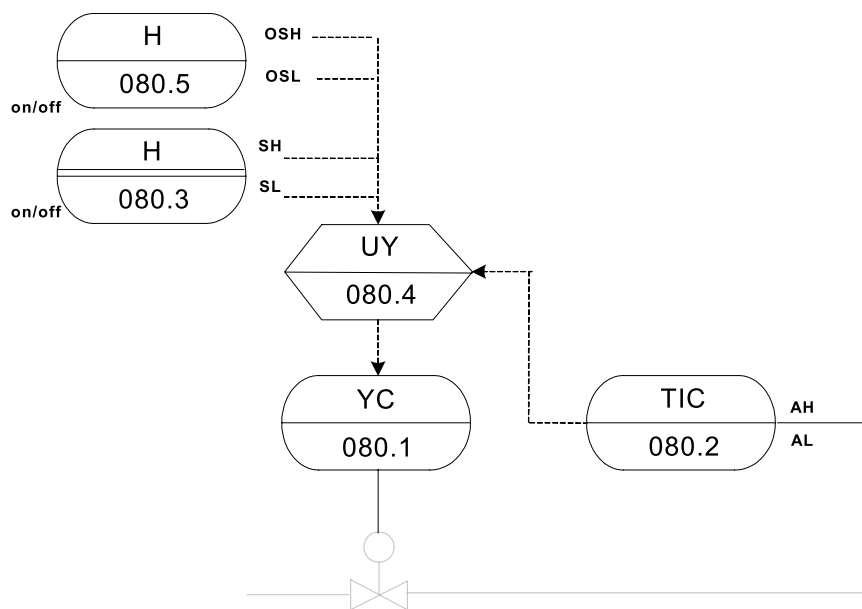 H
080.5
on/off
OSH
OSL
H
080.3
on/off
SH
SL
UY
080.4
YC
080.1
TIC
080.2
AH
AL